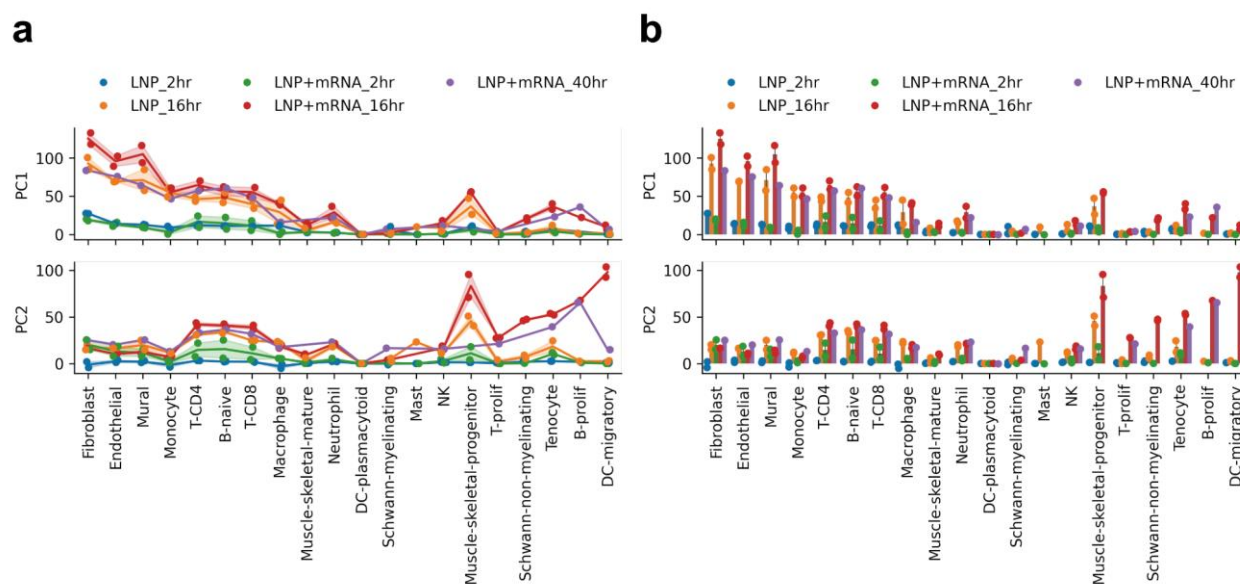 a
LNP_2hr LNP+mRNA_2hr LNP+mRNA_40hr
LNP_16hr LNP+mRNA_16hr
PC1
100
50
0
PC2
100
50
0
Fibroblast
Endothelial
Mural
Monocyte
T-CD4
B-naive
T-CD8
Macrophage
Muscle-skeletal-mature
Neutrophil
DC-plasmacytoid
Schwann-myelinating
Mast
NK
Muscle-skeletal-progenitor
T-prolif
Schwann-non-myelinating
Tenocyte
B-prolif
DC-migratory
b
LNP_2hr LNP+mRNA_2hr LNP+mRNA_40hr
LNP_16hr LNP+mRNA_16hr
PC1
100
50
0
PC2
100
50
0
Fibroblast
Endothelial
Mural
Monocyte
T-CD4
B-naive
T-CD8
Macrophage
Muscle-skeletal-mature
Neutrophil
DC-plasmacytoid
Schwann-myelinating
Mast
NK
Muscle-skeletal-progenitor
T-prolif
Schwann-non-myelinating
Tenocyte
B-prolif
DC-migratory